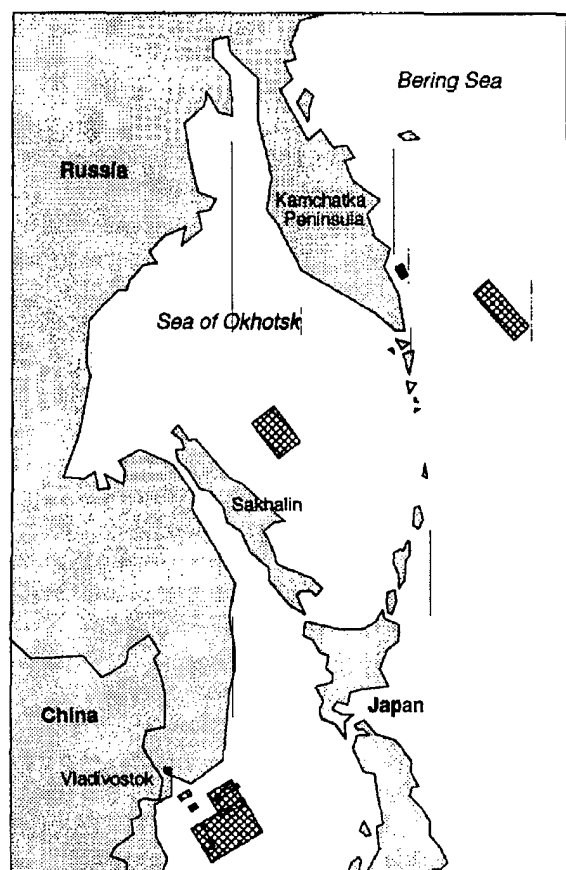 Bering Sea
Russia
Kamchatka
Peninsula
Sea of Okhotsk
Sakhalin
China
Japan
Vladivostok